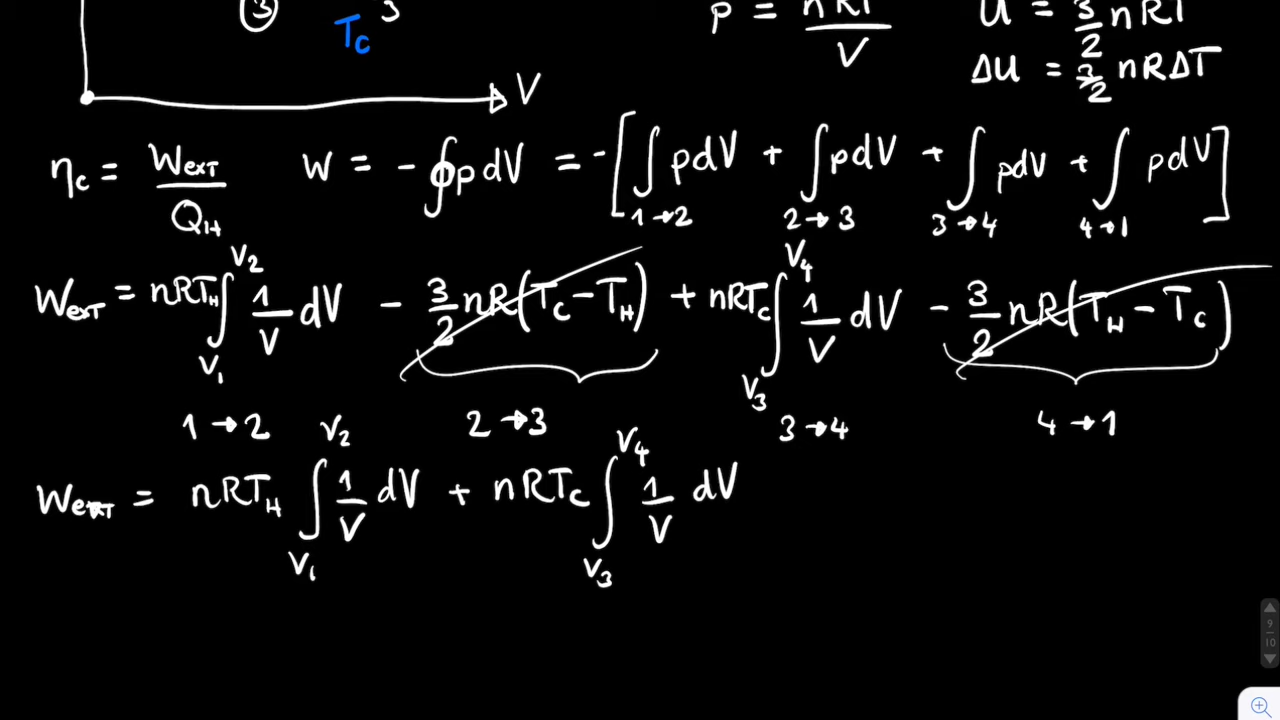 ③ 3
T_C
p = nRT / V
U = 3/2 nRT
ΔU = 3/2 nRΔT
V
η_c = W_EXT / Q_H W = - ∮ p dV = - [ ∫_{1→2} p dV + ∫_{2→3} p dV + ∫_{3→4} p dV + ∫_{4→1} p dV ]
W_EXT = nRT_H ∫_{V_1}^{V_2} 1/V dV - 3/2 nR(T_C - T_H) + nRT_C ∫_{V_3}^{V_4} 1/V dV - 3/2 nR(T_H - T_C)
1→2 2→3 3→4 4→1
W_EXT = nRT_H ∫_{V_1}^{V_2} 1/V dV + nRT_C ∫_{V_3}^{V_4} 1/V dV
9
10